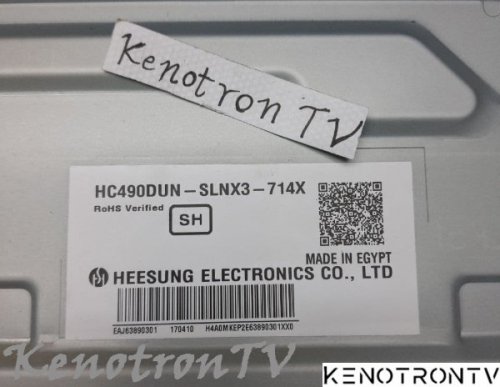 Kenotron TV
HC490DUN-SLNX3-714X
RoHS Verified
SH
MADE IN EGYPT
HEESUNG ELECTRONICS CO., LTD
EAJ63890301 170410 H4A0MKEP2E63890301XX0
KenotronTV
KENOTRONTV